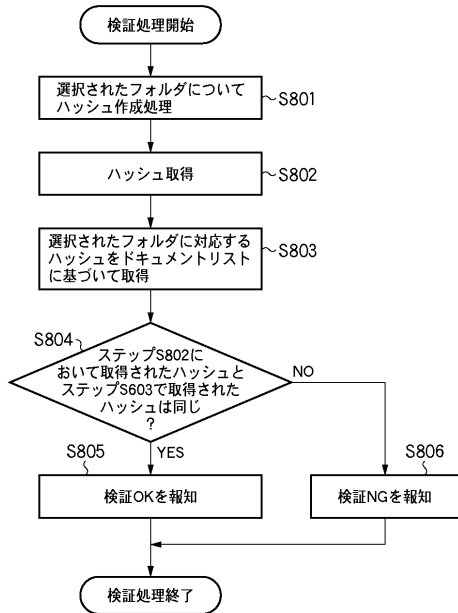 検証処理開始
選択されたフォルダについて
ハッシュ作成処理
S801
ハッシュ取得
S802
選択されたフォルダに対応する
ハッシュをドキュメントリスト
に基づいて取得
S803
S804
ステップS802に
おいて取得されたハッシュと
ステップS603で取得された
ハッシュは同じ
?
NO
YES
S805
検証OKを報知
S806
検証NGを報知
検証処理終了